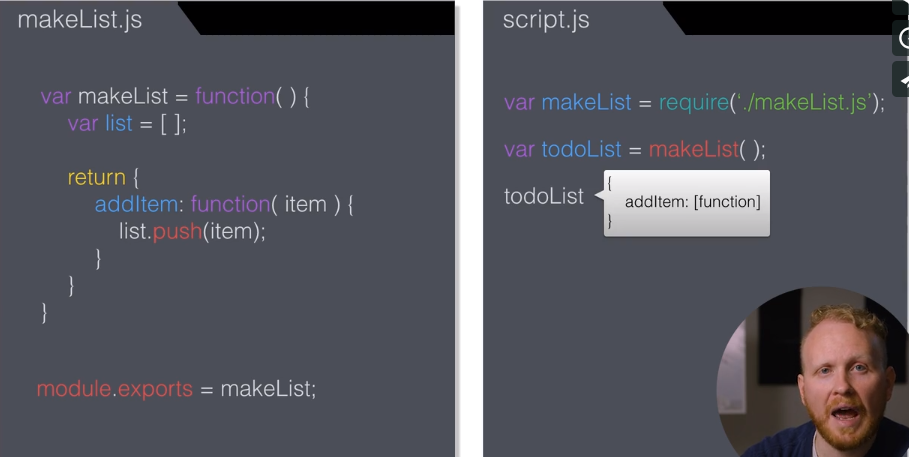 makeList.js
var makeList = function( ) {
var list = [ ];
return {
addItem: function( item ) {
list.push(item);
}
}
}
module.exports = makeList;
script.js
var makeList = require(‘./makeList.js’);
var todoList = makeList( );
todoList
{
addItem: [function]
}